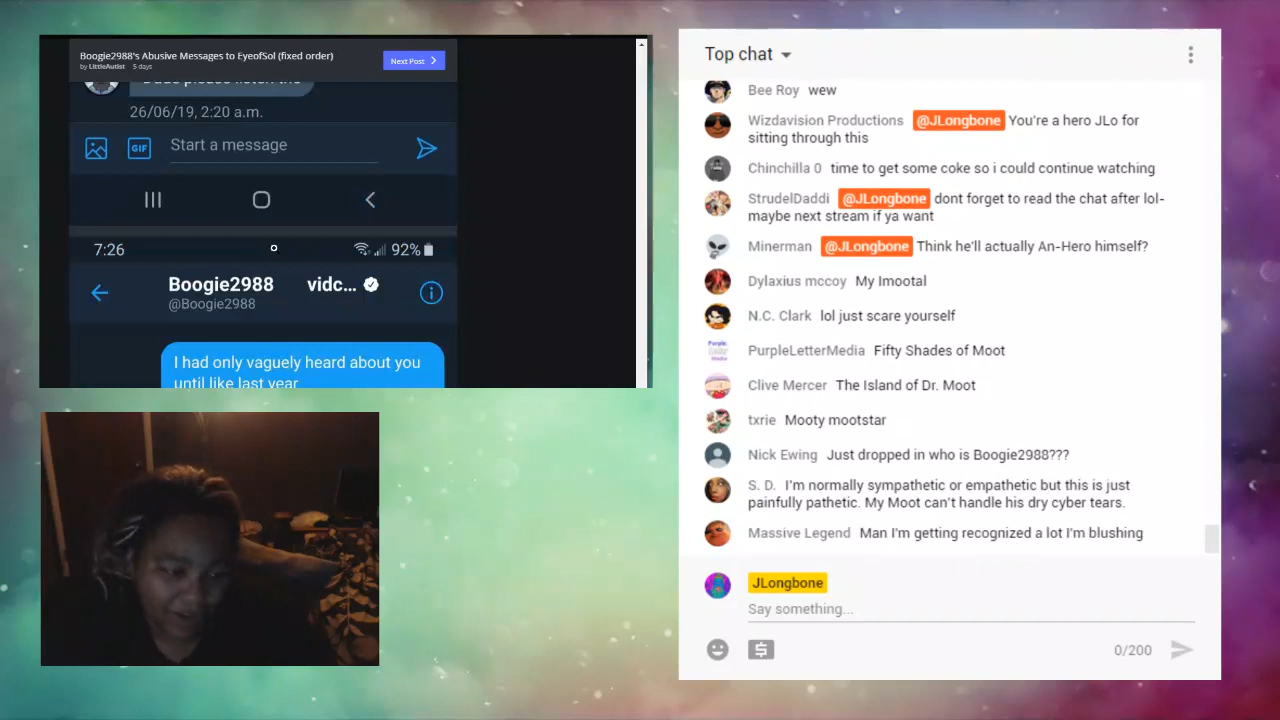 Boogie2988's Abusive Messages to EyeofSol (fixed order)
by LittleAutist 5 days
Next Post
Dude please listen the
26/06/19, 2:20 a.m.
GIF Start a message
7:26
92%
Boogie2988 vidc...
@Boogie2988
I had only vaguely heard about you
until like last year
Top chat
Bee Roy wew
Wizdavision Productions @JLongbone You're a hero JLo for
sitting through this
Chinchilla 0 time to get some coke so i could continue watching
StrudelDaddi @JLongbone dont forget to read the chat after lol-
maybe next stream if ya want
Minerman @JLongbone Think he'll actually An-Hero himself?
Dylaxius mccoy My Imootal
N.C. Clark lol just scare yourself
PurpleLetterMedia Fifty Shades of Moot
Clive Mercer The Island of Dr. Moot
txrie Mooty mootstar
Nick Ewing Just dropped in who is Boogie2988???
S. D. I'm normally sympathetic or empathetic but this is just
painfully pathetic. My Moot can't handle his dry cyber tears.
Massive Legend Man I'm getting recognized a lot I'm blushing
JLongbone
Say something...
0/200